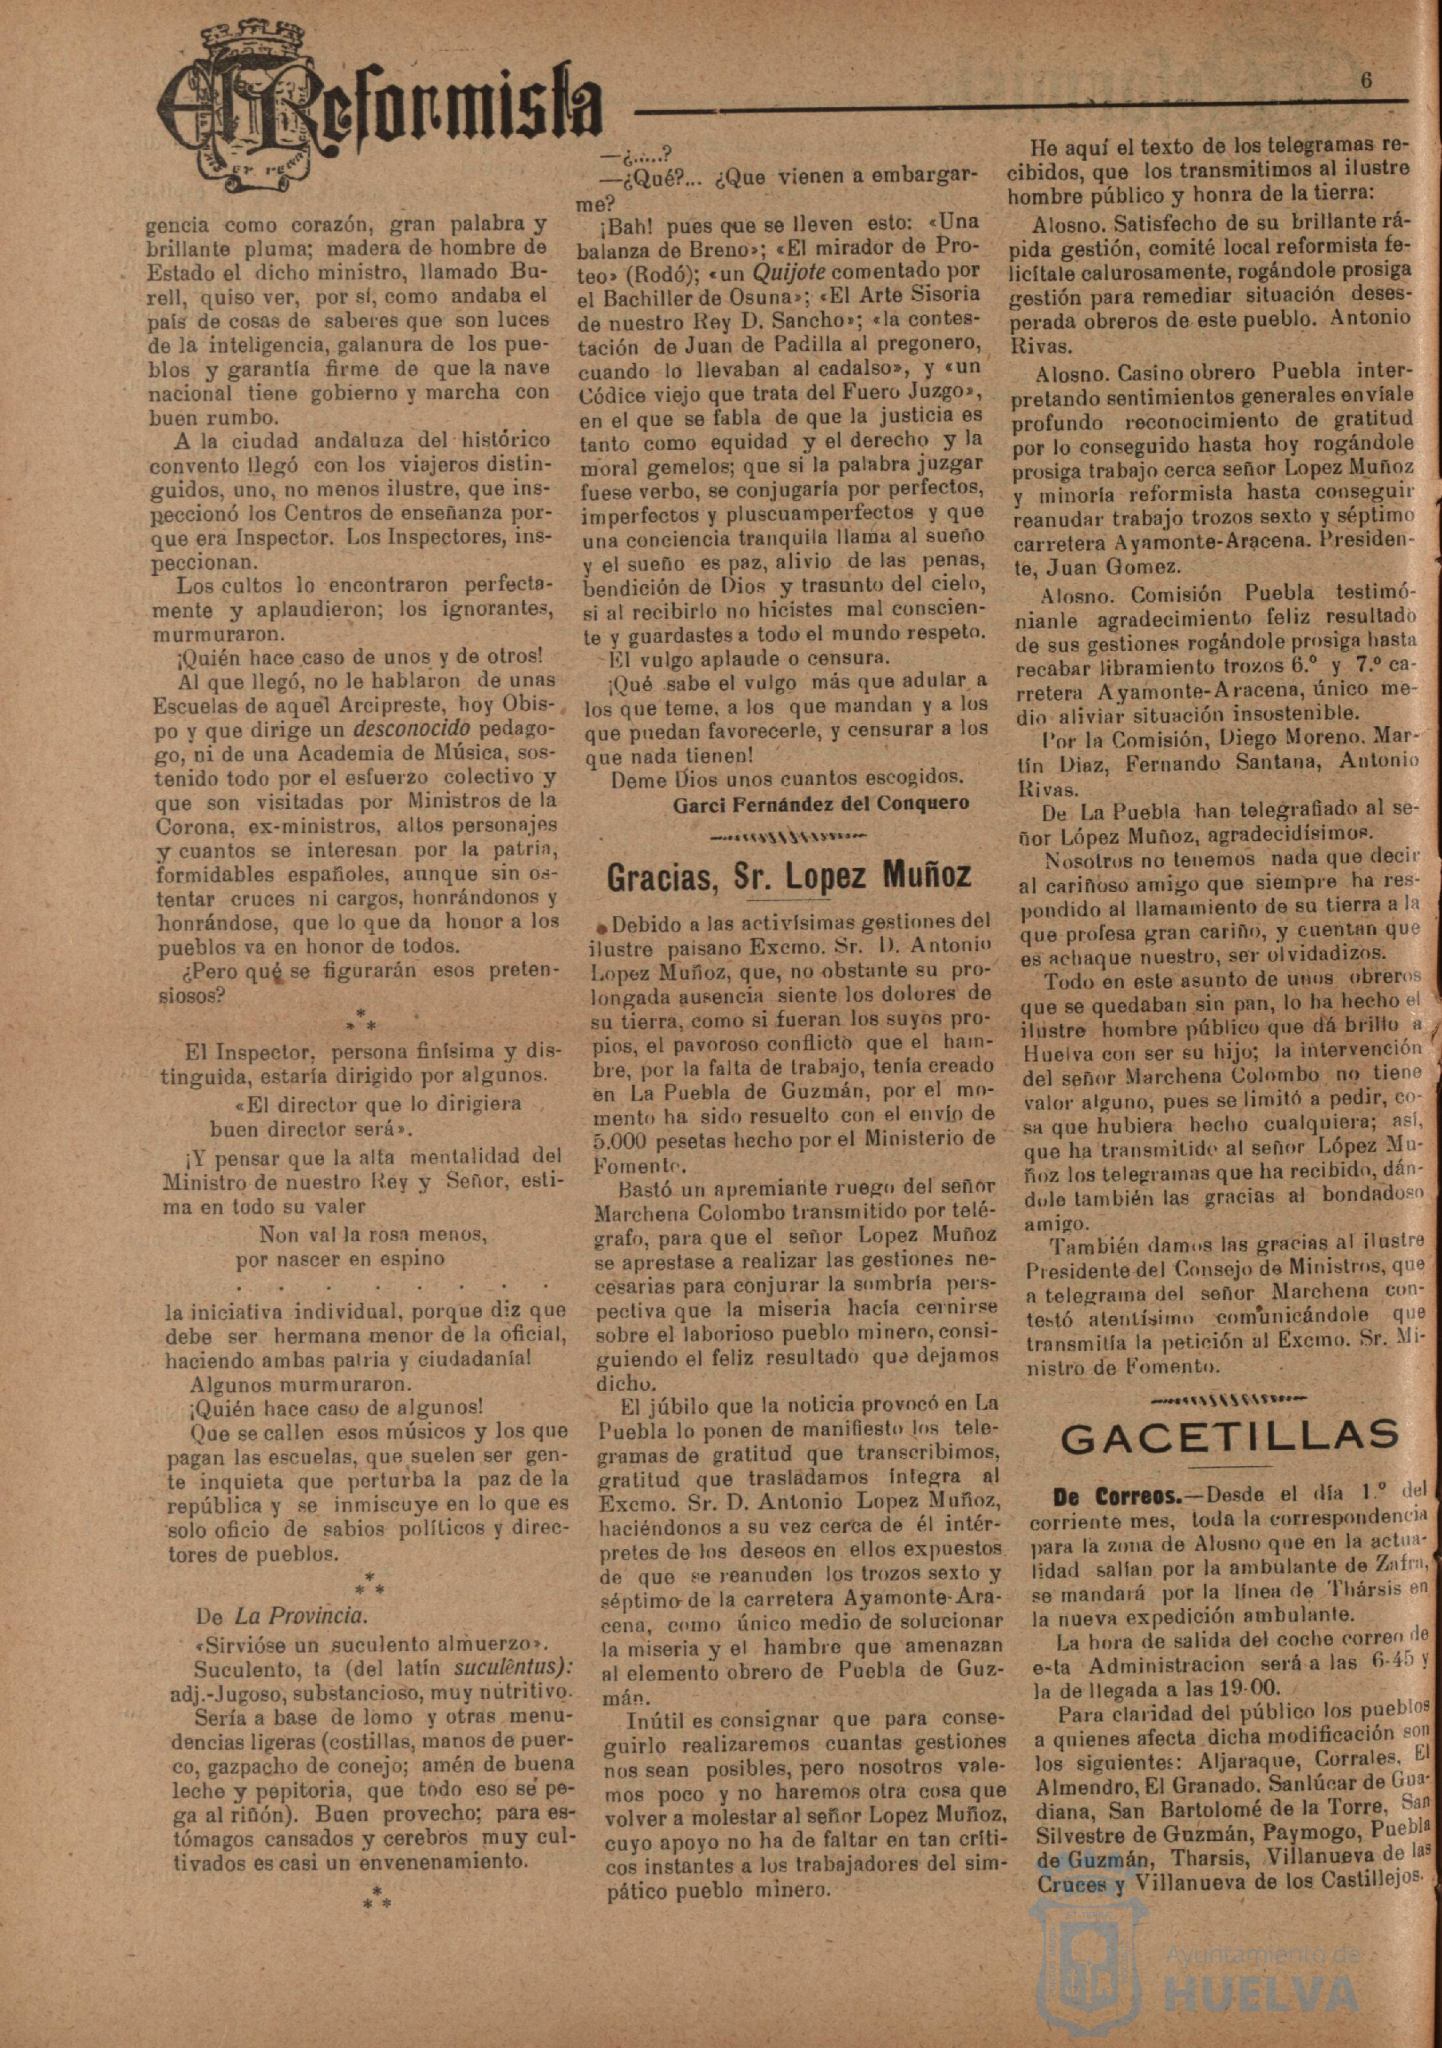 El Reformista
6
gencia como corazón, gran palabra y
brillante pluma; madera de hombre de
Estado el dicho ministro, llamado Bu-
rell, quiso ver, por sí, como andaba el
país de cosas de saberes que son luces
de la inteligencia, galanura de los pue-
blos y garantía firme de que la nave
nacional tiene gobierno y marcha con
buen rumbo.
A la ciudad andaluza del histórico
convento llegó con los viajeros distin-
guidos, uno, no menos ilustre, que ins-
peccionó los Centros de enseñanza por-
que era Inspector. Los Inspectores, ins-
peccionan.
Los cultos lo encontraron perfecta-
mente y aplaudieron; los ignorantes,
murmuraron.
¡Quién hace caso de unos y de otros!
Al que llegó, no le hablaron de unas
Escuelas de aquel Arcipreste, hoy Obis-
po y que dirige un desconocido pedago-
go, ni de una Academia de Música, sos-
tenido todo por el esfuerzo colectivo y
que son visitadas por Ministros de la
Corona, ex-ministros, altos personajes
y cuantos se interesan por la patria,
formidables españoles, aunque sin os-
tentar cruces ni cargos, honrándonos y
honrándose, que lo que da honor a los
pueblos va en honor de todos.
¿Pero qué se figurarán esos preten-
siosos?
* * *
El Inspector, persona finísima y dis-
tinguida, estaría dirigido por algunos.
«El director que lo dirigiera
buen director será».
¡Y pensar que la alta mentalidad del
Ministro de nuestro Rey y Señor, esti-
ma en todo su valer
Non val la rosa menos,
por nascer en espino
. . . . . . .
la iniciativa individual, porque diz que
debe ser hermana menor de la oficial,
haciendo ambas patria y ciudadanía!
Algunos murmuraron.
¡Quién hace caso de algunos!
Que se callen esos músicos y los que
pagan las escuelas, que suelen ser gen-
te inquieta que perturba la paz de la
república y se inmiscuye en lo que es
solo oficio de sabios políticos y direc-
tores de pueblos.
* * *
De La Provincia.
«Sirvióse un suculento almuerzo».
Suculento, ta (del latín suculêntus):
adj.-Jugoso, substancioso, muy nutritivo.
Sería a base de lomo y otras menu-
dencias ligeras (costillas, manos de puer-
co, gazpacho de conejo; amén de buena
leche y pepitoria, que todo eso se pe-
ga al riñón). Buen provecho; para es-
tómagos cansados y cerebros muy cul-
tivados es casi un envenenamiento.
* * *
—¿.....?
—¿Qué?... ¿Que vienen a embargar-
me?
¡Bah! pues que se lleven esto: «Una
balanza de Breno»; «El mirador de Pro-
teo» (Rodó); «un Quijote comentado por
el Bachiller de Osuna»; «El Arte Sisoria
de nuestro Rey D. Sancho»; «la contes-
tación de Juan de Padilla al pregonero,
cuando lo llevaban al cadalso», y «un
Códice viejo que trata del Fuero Juzgo»,
en el que se fabla de que la justicia es
tanto como equidad y el derecho y la
moral gemelos; que si la palabra juzgar
fuese verbo, se conjugaría por perfectos,
imperfectos y pluscuamperfectos y que
una conciencia tranquila llama al sueño
y el sueño es paz, alivio de las penas,
bendición de Dios y trasunto del cielo,
si al recibirlo no hicistes mal conscien-
te y guardastes a todo el mundo respeto.
El vulgo aplaude o censura.
¡Qué sabe el vulgo más que adular a
los que teme, a los que mandan y a los
que puedan favorecerle, y censurar a los
que nada tienen!
Deme Dios unos cuantos escogidos.
Garci Fernández del Conquero
Gracias, Sr. Lopez Muñoz
Debido a las activísimas gestiones del
ilustre paisano Excmo. Sr. D. Antonio
Lopez Muñoz, que, no obstante su pro-
longada ausencia siente los dolores de
su tierra, como si fueran los suyos pro-
pios, el pavoroso conflicto que el ham-
bre, por la falta de trabajo, tenía creado
en La Puebla de Guzmán, por el mo-
mento ha sido resuelto con el envío de
5.000 pesetas hecho por el Ministerio de
Fomento.
Bastó un apremiante ruego del señor
Marchena Colombo transmitido por telé-
grafo, para que el señor Lopez Muñoz
se aprestase a realizar las gestiones ne-
cesarias para conjurar la sombría pers-
pectiva que la miseria hacía cernirse
sobre el laborioso pueblo minero, consi-
guiendo el feliz resultado que dejamos
dicho.
El júbilo que la noticia provocó en La
Puebla lo ponen de manifiesto los tele-
gramas de gratitud que transcribimos,
gratitud que trasladamos íntegra al
Excmo. Sr. D. Antonio Lopez Muñoz,
haciéndonos a su vez cerca de él intér-
pretes de los deseos en ellos expuestos
de que se reanuden los trozos sexto y
séptimo de la carretera Ayamonte-Ara-
cena, como único medio de solucionar
la miseria y el hambre que amenazan
al elemento obrero de Puebla de Guz-
mán.
Inútil es consignar que para conse-
guirlo realizaremos cuantas gestiones
nos sean posibles, pero nosotros vale-
mos poco y no haremos otra cosa que
volver a molestar al señor Lopez Muñoz,
cuyo apoyo no ha de faltar en tan críti-
cos instantes a los trabajadores del sim-
pático pueblo minero.
He aquí el texto de los telegramas re-
cibidos, que los transmitimos al ilustre
hombre público y honra de la tierra:
Alosno. Satisfecho de su brillante rá-
pida gestión, comité local reformista fe-
licítale calurosamente, rogándole prosiga
gestión para remediar situación deses-
perada obreros de este pueblo. Antonio
Rivas.
Alosno. Casino obrero Puebla inter-
pretando sentimientos generales envíale
profundo reconocimiento de gratitud
por lo conseguido hasta hoy rogándole
prosiga trabajo cerca señor Lopez Muñoz
y minoría reformista hasta conseguir
reanudar trabajo trozos sexto y séptimo
carretera Ayamonte-Aracena. Presiden-
te, Juan Gomez.
Alosno. Comisión Puebla testimó-
nianle agradecimiento feliz resultado
de sus gestiones rogándole prosiga hasta
recabar libramiento trozos 6.º y 7.º ca-
rretera Ayamonte-Aracena, único me-
dio aliviar situación insostenible.
Por la Comisión, Diego Moreno. Mar-
tín Diaz, Fernando Santana, Antonio
Rivas.
De La Puebla han telegrafiado al se-
ñor López Muñoz, agradecidísimos.
Nosotros no tenemos nada que decir
al cariñoso amigo que siempre ha res-
pondido al llamamiento de su tierra a la
que profesa gran cariño, y cuentan que
es achaque nuestro, ser olvidadizos.
Todo en este asunto de unos obreros
que se quedaban sin pan, lo ha hecho el
ilustre hombre público que dá brillo a
Huelva con ser su hijo; la intervención
del señor Marchena Colombo no tiene
valor alguno, pues se limitó a pedir, co-
sa que hubiera hecho cualquiera; así,
que ha transmitido al señor López Mu-
ñoz los telegramas que ha recibido, dán-
dole también las gracias al bondadoso
amigo.
También damos las gracias al ilustre
Presidente del Consejo de Ministros, que
a telegrama del señor Marchena con-
testó atentísimo comunicándole que
transmitía la petición al Excmo. Sr. Mi-
nistro de Fomento.
GACETILLAS
De Correos.—Desde el día 1.º del
corriente mes, toda la correspondencia
para la zona de Alosno que en la actua-
lidad salían por la ambulante de Zafra,
se mandará por la línea de Thársis en
la nueva expedición ambulante.
La hora de salida del coche correo de
esta Administracion será a las 6-45 y
la de llegada a las 19-00.
Para claridad del público los pueblos
a quienes afecta dicha modificación son
los siguientes: Aljaraque, Corrales, El
Almendro, El Granado, Sanlúcar de Gua-
diana, San Bartolomé de la Torre, San
Silvestre de Guzmán, Paymogo, Puebla
de Guzmán, Tharsis, Villanueva de las
Cruces y Villanueva de los Castillejos.
Ayuntamiento de
HUELVA